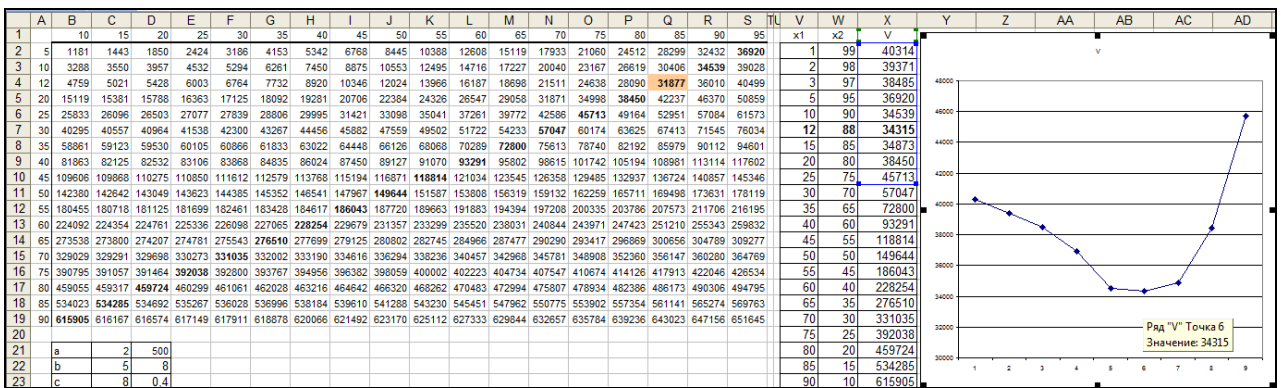 A B C D E F G H I J K L M N O P Q R S T U V W X Y Z AA AB AC AD
1 10 15 20 25 30 35 40 45 50 55 60 65 70 75 80 85 90 95 x1 x2 V
2 5 1181 1443 1850 2424 3186 4153 5342 6768 8445 10388 12608 15119 17933 21060 24512 28299 32432 36920 1 99 40314
3 10 3288 3550 3957 4532 5294 6261 7450 8875 10553 12495 14716 17227 20040 23167 26619 30406 34539 39028 2 98 39371
4 12 4759 5021 5428 6003 6764 7732 8920 10346 12024 13966 16187 18698 21511 24638 28090 31877 36010 40499 3 97 38485
5 20 15119 15381 15788 16363 17125 18092 19281 20706 22384 24326 26547 29058 31871 34998 38450 42237 46370 50859 5 95 36920
6 25 25833 26096 26503 27077 27839 28806 29995 31421 33098 35041 37261 39772 42586 45713 49164 52951 57084 61573 10 90 34539
7 30 40295 40557 40964 41538 42300 43267 44456 45882 47559 49502 51722 54233 57047 60174 63625 67413 71545 76034 12 88 34315
8 35 58861 59123 59530 60105 60866 61833 63022 64448 66126 68068 70289 72800 75613 78740 82192 85979 90112 94601 15 85 34873
9 40 81863 82125 82532 83106 83868 84835 86024 87450 89127 91070 93291 95802 98615 101742 105194 108981 113114 117602 20 80 38450
10 45 109606 109868 110275 110850 111612 112579 113768 115194 116871 118814 121034 123545 126358 129485 132937 136724 140857 145346 25 75 45713
11 50 142380 142642 143049 143623 144385 145352 146541 147967 149644 151587 153808 156319 159132 162259 165711 169498 173631 178119 30 70 57047
12 55 180455 180718 181125 181699 182461 183428 184617 186043 187720 189663 191883 194394 197208 200335 203786 207573 211706 216195 35 65 72800
13 60 224092 224354 224761 225336 226098 227065 228254 229679 231357 233299 235520 238031 240844 243971 247423 251210 255343 259832 40 60 93291
14 65 273538 273800 274207 274781 275543 276510 277699 279125 280802 282745 284966 287477 290290 293417 296869 300656 304789 309277 45 55 118814
15 70 329029 329291 329698 330273 331035 332002 333190 334616 336294 338236 340457 342968 345781 348908 352360 356147 360280 364769 50 50 149644
16 75 390795 391057 391464 392038 392800 393767 394956 396382 398059 400002 402223 404734 407547 410674 414126 417913 422046 426534 55 45 186043
17 80 459055 459317 459724 460299 461061 462028 463216 464642 466320 468262 470483 472994 475807 478934 482386 486173 490306 494795 60 40 228254
18 85 534023 534285 534692 535267 536028 536996 538184 539610 541288 543230 545451 547962 550775 553902 557354 561141 565274 569763 65 35 276510
19 90 615905 616167 616574 617149 617911 618878 620066 621492 623170 625112 627333 629844 632657 635784 639236 643023 647156 651645 70 30 331035
20 75 25 392038
21 a 2 500 80 20 459724
22 b 5 8 85 15 534285
23 c 8 0.4 90 10 615905
v
48000
46000
44000
42000
40000
38000
36000
34000
32000
30000
1 2 3 4 5 6 7 8 9
Ряд "V" Точка 6
Значение: 34315